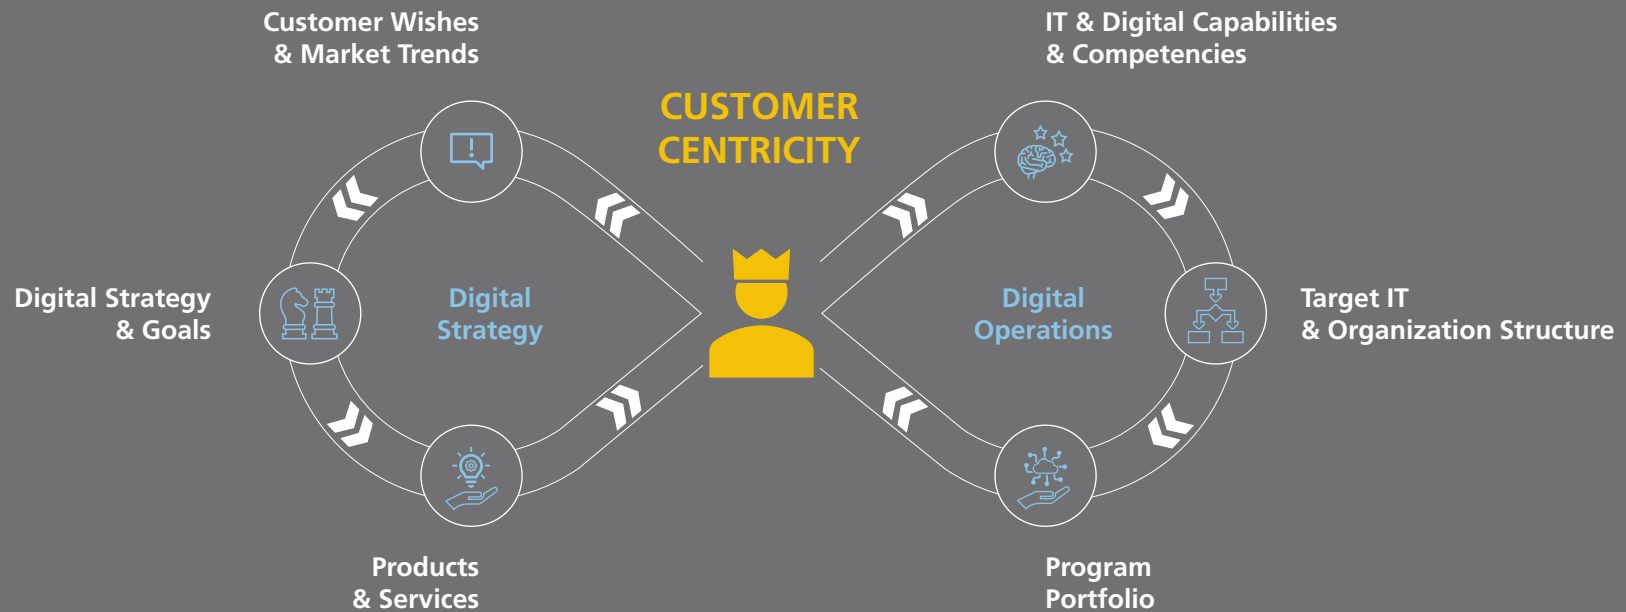 Customer Wishes
& Market Trends
IT & Digital Capabilities
& Competencies
CUSTOMER
CENTRICITY
Digital Strategy
& Goals
Digital
Strategy
Digital
Operations
Target IT
& Organization Structure
Products
& Services
Program
Portfolio